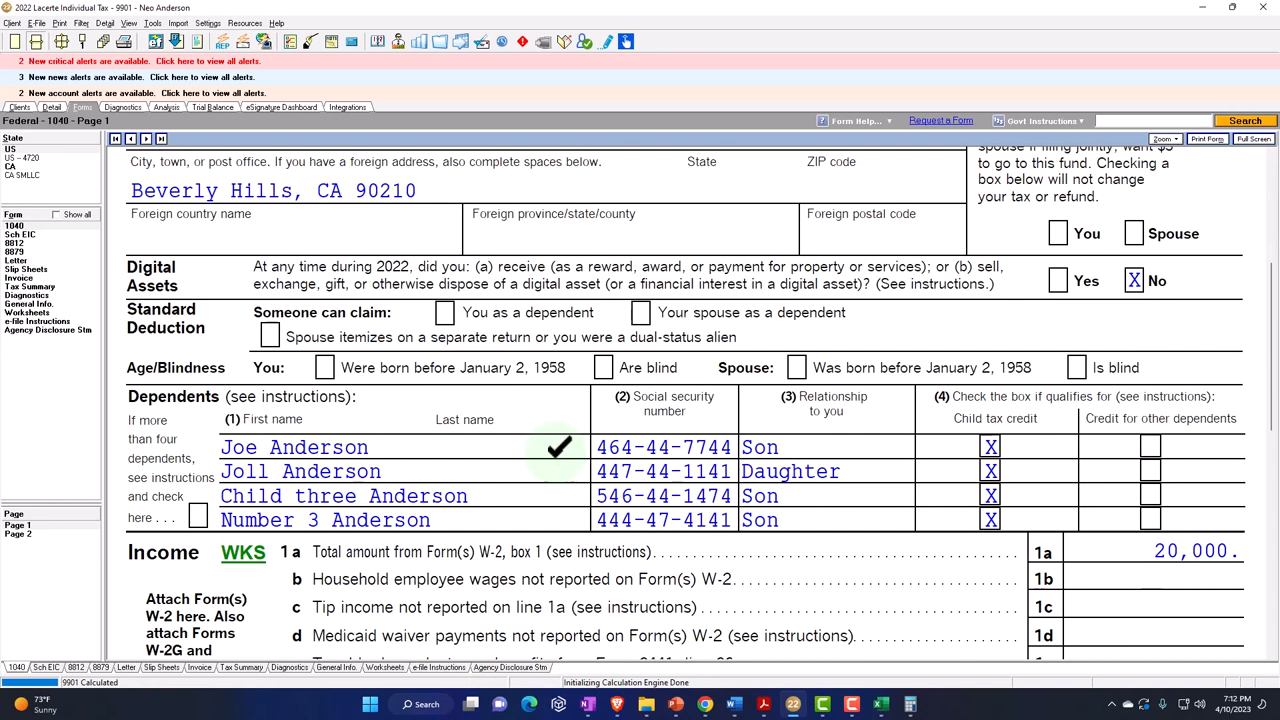 2022 Lacerte Individual Tax - 9901 - Neo Anderson
Client E-File Print Filter Detail View Tools Import Settings Resources Help
2 New critical alerts are available. Click here to view all alerts.
3 New news alerts are available. Click here to view all alerts.
2 New account alerts are available. Click here to view all alerts.
Clients Detail Forms Diagnostics Analysis Trial Balance eSignature Dashboard Integrations
Federal - 1040 - Page 1
Form Help... Request a Form Govt Instructions Search
Zoom Print Form Full Screen
State
US
US - 4720
CA
CA SMLLC
Form Show all
1040
Sch EIC
8812
8879
Letter
Slip Sheets
Invoice
Tax Summary
Diagnostics
General Info.
Worksheets
e-file Instructions
Agency Disclosure Stm
Page
Page 1
Page 2
spouse if filing jointly, want $3
to go to this fund. Checking a
box below will not change
your tax or refund.
You Spouse
City, town, or post office. If you have a foreign address, also complete spaces below. State ZIP code
Beverly Hills, CA 90210
Foreign country name Foreign province/state/county Foreign postal code
Digital Assets
At any time during 2022, did you: (a) receive (as a reward, award, or payment for property or services); or (b) sell,
exchange, gift, or otherwise dispose of a digital asset (or a financial interest in a digital asset)? (See instructions.)
Yes X No
Standard Deduction
Someone can claim: You as a dependent Your spouse as a dependent
Spouse itemizes on a separate return or you were a dual-status alien
Age/Blindness You: Were born before January 2, 1958 Are blind Spouse: Was born before January 2, 1958 Is blind
Dependents (see instructions): (2) Social security number (3) Relationship to you (4) Check the box if qualifies for (see instructions):
(1) First name Last name Child tax credit Credit for other dependents
If more
than four
dependents,
see instructions
and check
here . . .
Joe Anderson 464-44-7744 Son X
Joll Anderson 447-44-1141 Daughter X
Child three Anderson 546-44-1474 Son X
Number 3 Anderson 444-47-4141 Son X
Income WKS 1a Total amount from Form(s) W-2, box 1 (see instructions) 1a 20,000.
b Household employee wages not reported on Form(s) W-2 1b
c Tip income not reported on line 1a (see instructions) 1c
d Medicaid waiver payments not reported on Form(s) W-2 (see instructions) 1d
Attach Form(s)
W-2 here. Also
attach Forms
W-2G and
1040 Sch EIC 8812 8879 Letter Slip Sheets Invoice Tax Summary Diagnostics General Info. Worksheets e-file Instructions Agency Disclosure Stm
9901 Calculated Initializing Calculation Engine Done
73°F
Sunny
Search
7:12 PM
4/10/2023